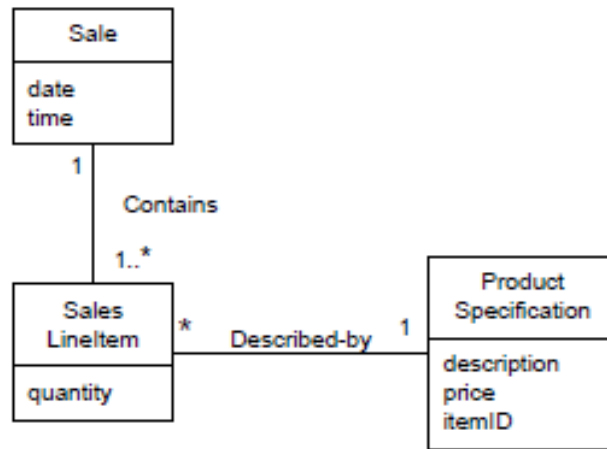 Sale
date
time
1
Contains
1..*
Sales
LineItem
quantity
*
Described-by
1
Product
Specification
description
price
itemID